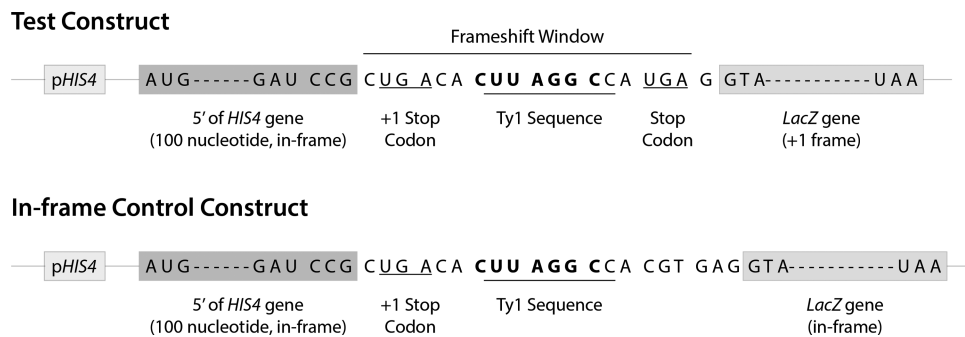 Test Construct
Frameshift Window
pHIS4 AUG------GAU CCG CUG ACA CUU AGG CCA UGA G GTA-----------UAA
5’ of HIS4 gene +1 Stop Ty1 Sequence Stop LacZ gene
(100 nucleotide, in-frame) Codon Codon (+1 frame)
In-frame Control Construct
pHIS4 AUG------GAU CCG CUG ACA CUU AGG CCA CGT GAG GTA-----------UAA
5’ of HIS4 gene +1 Stop Ty1 Sequence LacZ gene
(100 nucleotide, in-frame) Codon (in-frame)